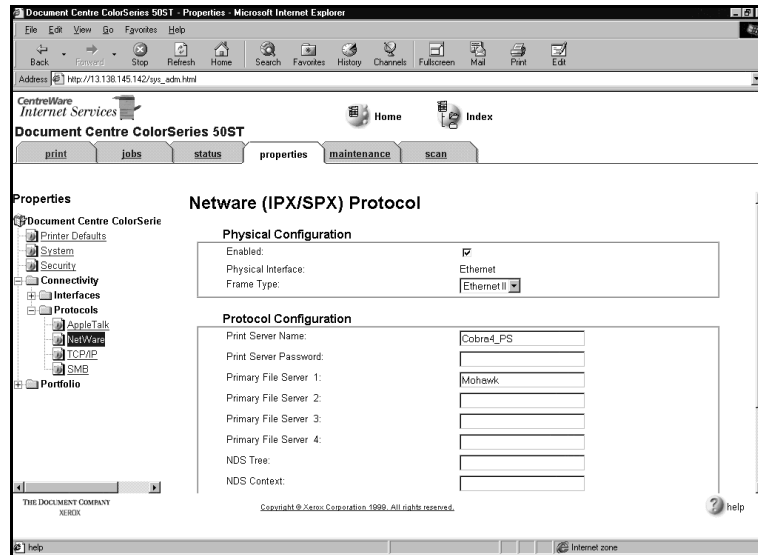 Document Centre ColorSeries 50ST - Properties - Microsoft Internet Explorer
File Edit View Go Favorites Help
Back Forward Stop Refresh Home Search Favorites History Channels Fullscreen Mail Print Edit
Address http://13.138.145.142/sys_adm.html
CentreWare
Internet Services
Home Index
Document Centre ColorSeries 50ST
print jobs status properties maintenance scan
Properties
Document Centre ColorSerie
Printer Defaults
System
Security
Connectivity
Interfaces
Protocols
AppleTalk
NetWare
TCP/IP
SMB
Portfolio
Netware (IPX/SPX) Protocol
Physical Configuration
Enabled:
Physical Interface: Ethernet
Frame Type: Ethernet II
Protocol Configuration
Print Server Name: Cobra4_PS
Print Server Password:
Primary File Server 1: Mohawk
Primary File Server 2:
Primary File Server 3:
Primary File Server 4:
NDS Tree:
NDS Context:
THE DOCUMENT COMPANY
XEROX
Copyright © Xerox Corporation 1999. All rights reserved.
help
help Internet zone